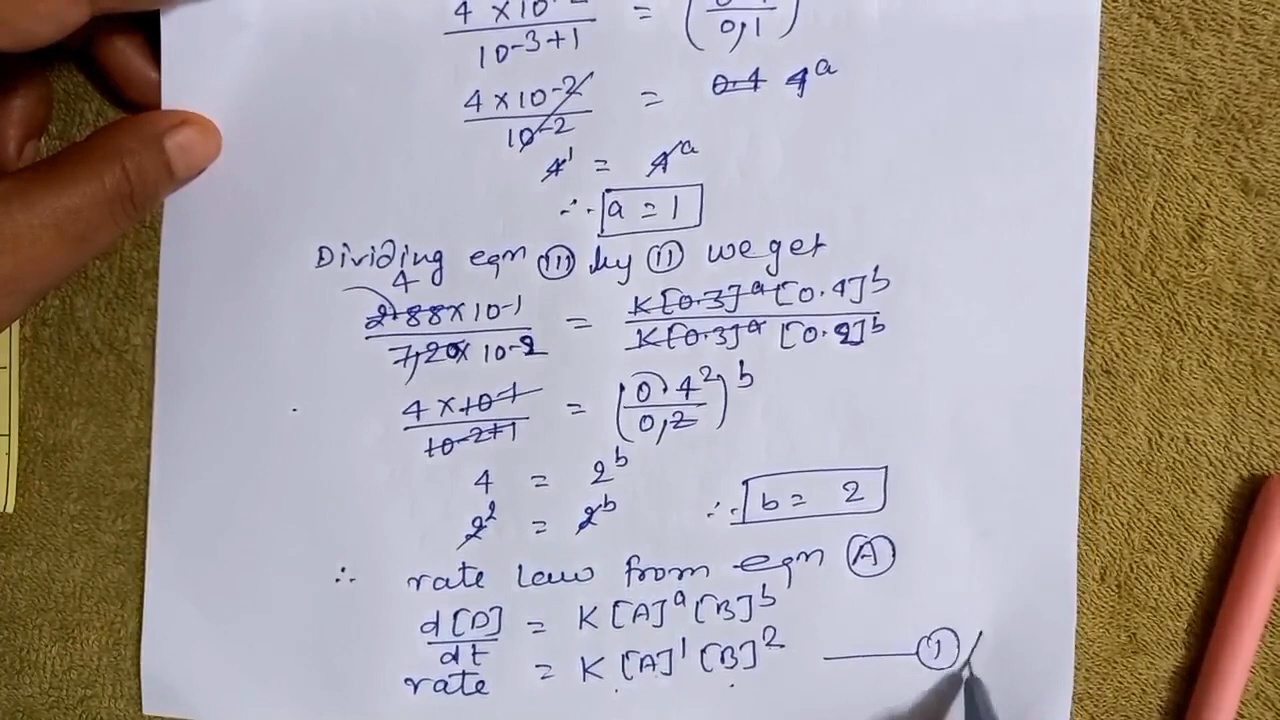 4 × 10⁻² / 10⁻³⁺¹ = ( / 0,1)
4 × 10⁻² / 10⁻² = 0.4 4ᵃ
4¹ = 4ᵃ
∴ a = 1
Dividing eqn (III) by (II) we get
4
2.88 × 10⁻¹ / 7,20 × 10⁻² = K[0.3]ᵃ [0.4]ᵇ / K[0.3]ᵃ [0.2]ᵇ
4 × 10⁻¹ / 10⁻²⁺¹ = (0.4² / 0,2)ᵇ
4 = 2ᵇ
2² = 2ᵇ ∴ b = 2
∴ rate law from eqn (A)
d[D] / dt = K[A]ᵃ[B]ᵇ
rate = K[A]¹[B]² —— (1)